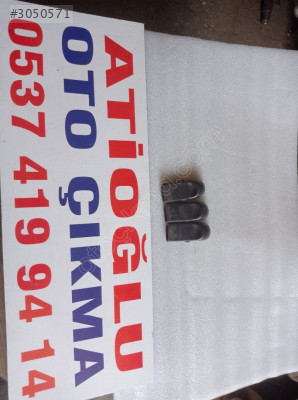 #3050571
ATİOĞLU
OTO ÇIKMA
0537 419 94 14